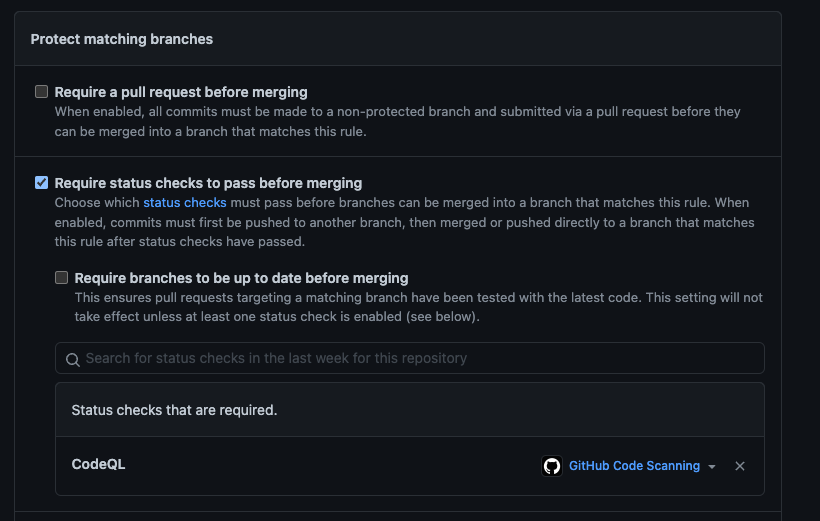 Protect matching branches
Require a pull request before merging
When enabled, all commits must be made to a non-protected branch and submitted via a pull request before they
can be merged into a branch that matches this rule.
Require status checks to pass before merging
Choose which status checks must pass before branches can be merged into a branch that matches this rule. When
enabled, commits must first be pushed to another branch, then merged or pushed directly to a branch that matches
this rule after status checks have passed.
Require branches to be up to date before merging
This ensures pull requests targeting a matching branch have been tested with the latest code. This setting will not
take effect unless at least one status check is enabled (see below).
Search for status checks in the last week for this repository
Status checks that are required.
CodeQL GitHub Code Scanning